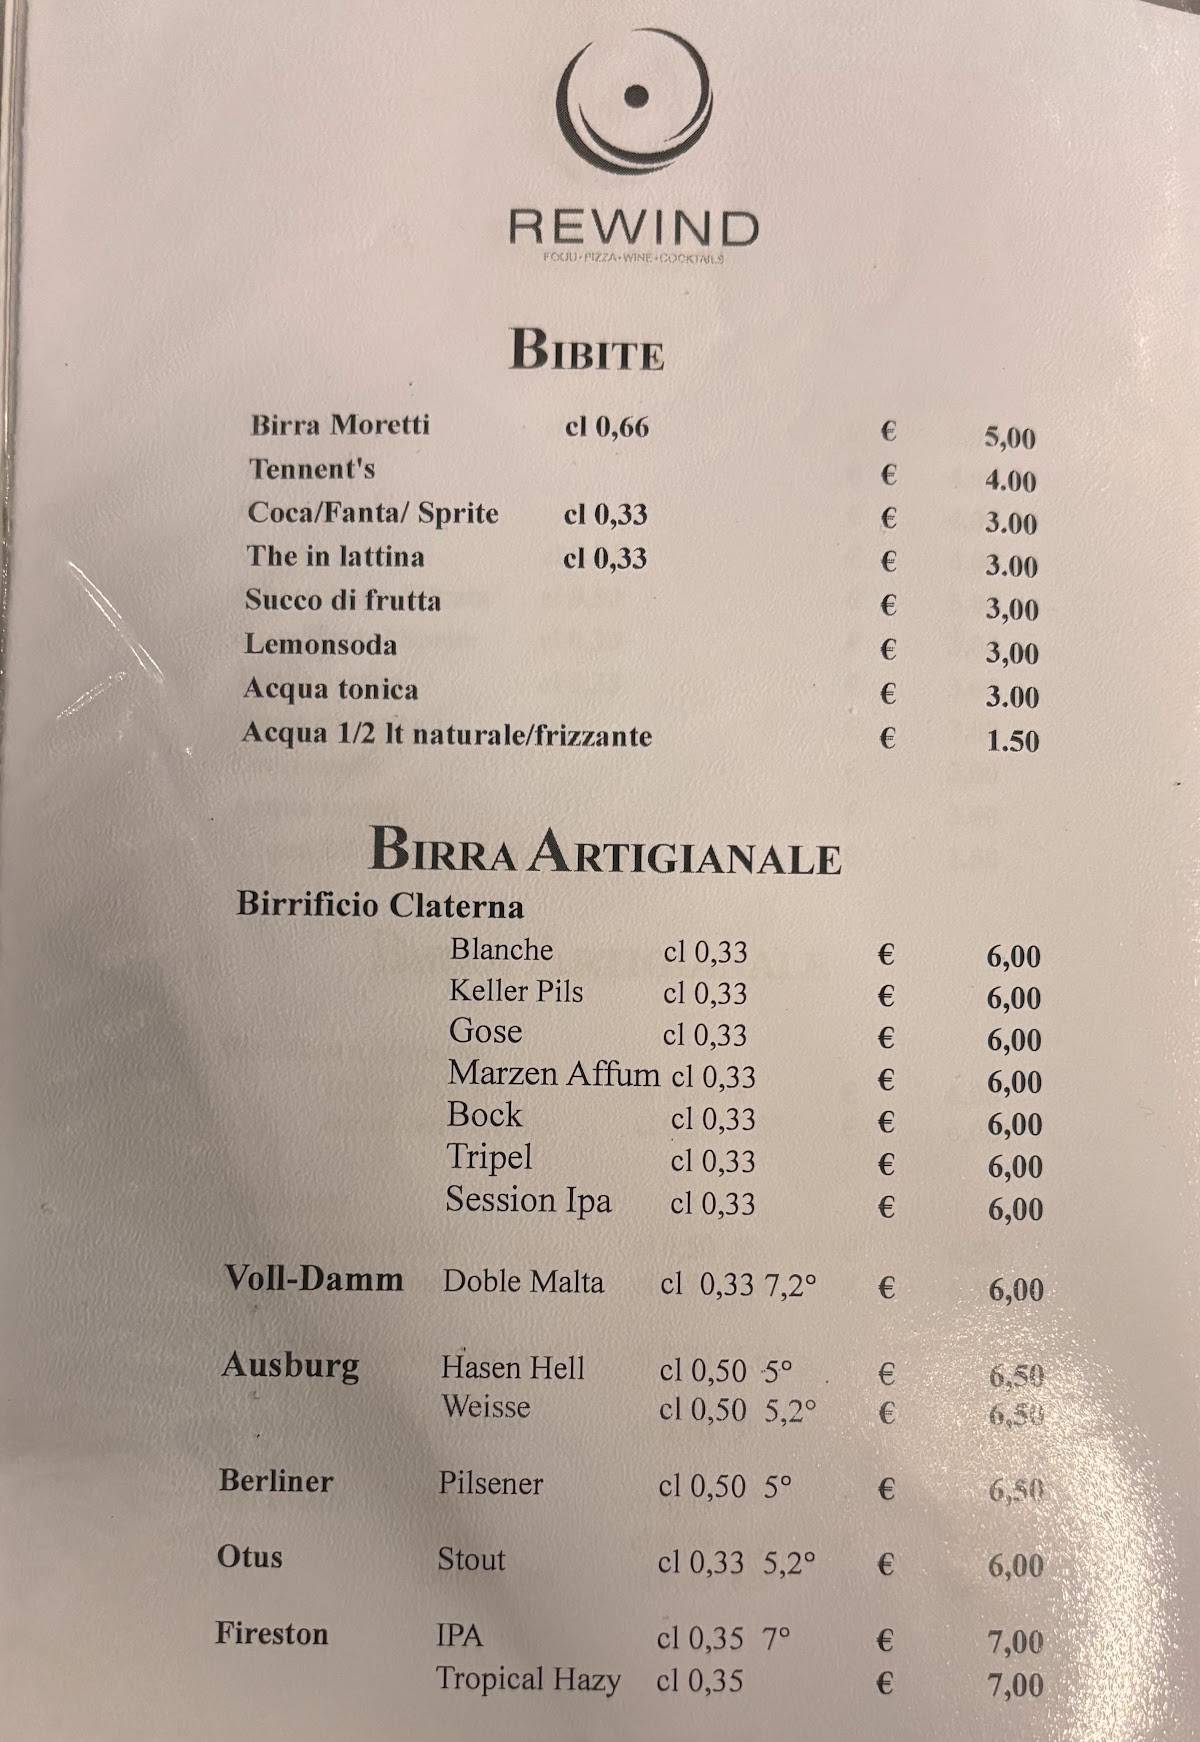 REWIND
FOOD • PIZZA • WINE • COCKTAILS
BIBITE
Birra Moretti cl 0,66 € 5,00
Tennent's € 4.00
Coca/Fanta/ Sprite cl 0,33 € 3.00
The in lattina cl 0,33 € 3.00
Succo di frutta € 3,00
Lemonsoda € 3,00
Acqua tonica € 3.00
Acqua 1/2 lt naturale/frizzante € 1.50
BIRRA ARTIGIANALE
Birrificio Claterna
Blanche cl 0,33 € 6,00
Keller Pils cl 0,33 € 6,00
Gose cl 0,33 € 6,00
Marzen Affum cl 0,33 € 6,00
Bock cl 0,33 € 6,00
Tripel cl 0,33 € 6,00
Session Ipa cl 0,33 € 6,00
Voll-Damm Doble Malta cl 0,33 7,2° € 6,00
Ausburg Hasen Hell cl 0,50 5° € 6,50
Weisse cl 0,50 5,2° € 6,50
Berliner Pilsener cl 0,50 5° € 6,50
Otus Stout cl 0,33 5,2° € 6,00
Fireston IPA cl 0,35 7° € 7,00
Tropical Hazy cl 0,35 € 7,00